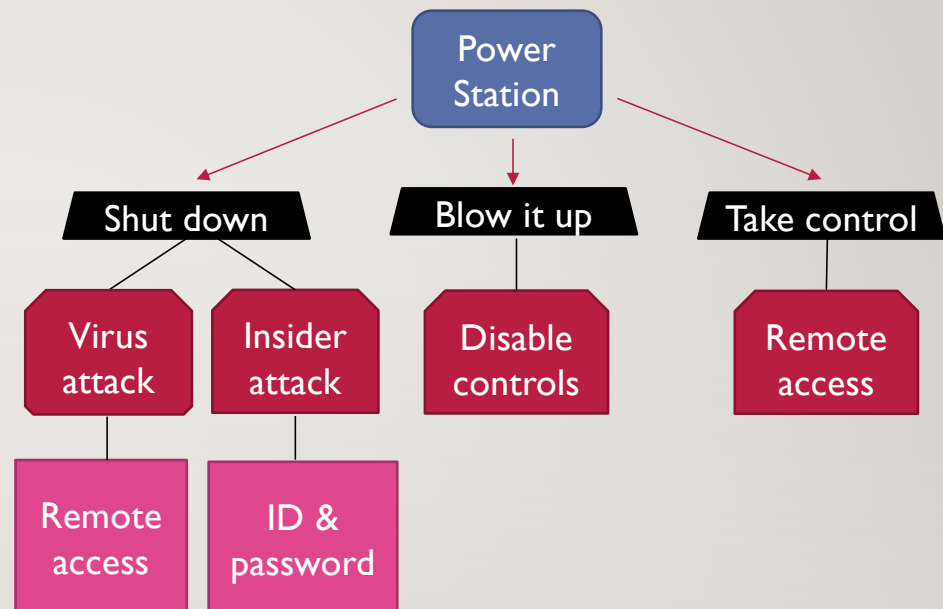 Power
Station
Shut down
Blow it up
Take control
Virus
attack
Insider
attack
Disable
controls
Remote
access
Remote
access
ID &
password